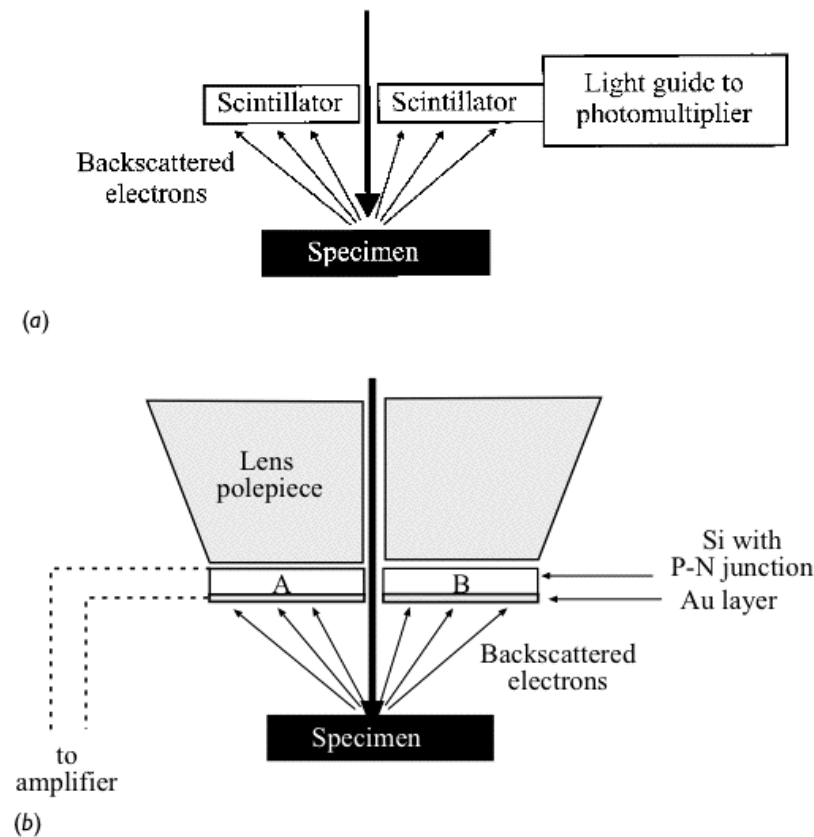 Scintillator
Scintillator
Light guide to
photomultiplier
Backscattered
electrons
Specimen
(a)
Lens
polepiece
A
B
Si with
P-N junction
Au layer
Backscattered
electrons
Specimen
to
amplifier
(b)